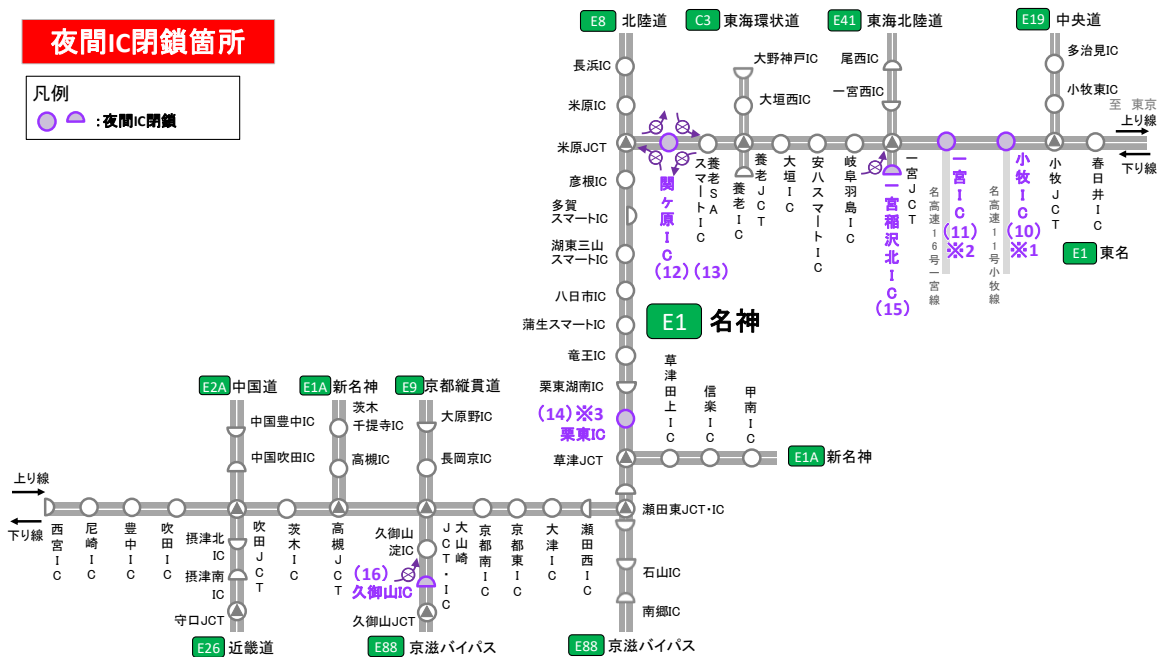 夜間IC閉鎖箇所
凡例
：夜間IC閉鎖
E8 北陸道
C3 東海環状道
E41 東海北陸道
E19 中央道
長浜IC
米原IC
米原JCT
彦根IC
多賀
スマートIC
湖東三山
スマートIC
八日市IC
蒲生スマートIC
竜王IC
栗東湖南IC
(14)※3
栗東IC
草津JCT
瀬田東JCT・IC
石山IC
南郷IC
E88 京滋バイパス
関ヶ原IC
(12)(13)
養老SA
スマートIC
大野神戸IC
大垣西IC
養老JCT
養老IC
大垣IC
安八スマートIC
岐阜羽島IC
尾西IC
一宮西IC
一宮JCT
一宮稲沢北IC
(15)
一宮IC
(11)
※2
名高速16号一宮線
小牧IC
(10)
※1
名高速11号小牧線
多治見IC
小牧東IC
小牧JCT
春日井IC
至 東京
上り線
下り線
E1 東名
E1 名神
草津田上IC
信楽IC
甲南IC
E1A 新名神
E2A 中国道
E1A 新名神
E9 京都縦貫道
中国豊中IC
中国吹田IC
茨木
千提寺IC
高槻IC
大原野IC
長岡京IC
上り線
下り線
西宮IC
尼崎IC
豊中IC
吹田IC
吹田JCT
茨木IC
高槻JCT
大山崎
JCT・IC
京都南IC
京都東IC
大津IC
瀬田西IC
摂津北
IC
摂津南
IC
守口JCT
E26 近畿道
久御山
淀IC
(16)
久御山IC
久御山JCT
E88 京滋バイパス